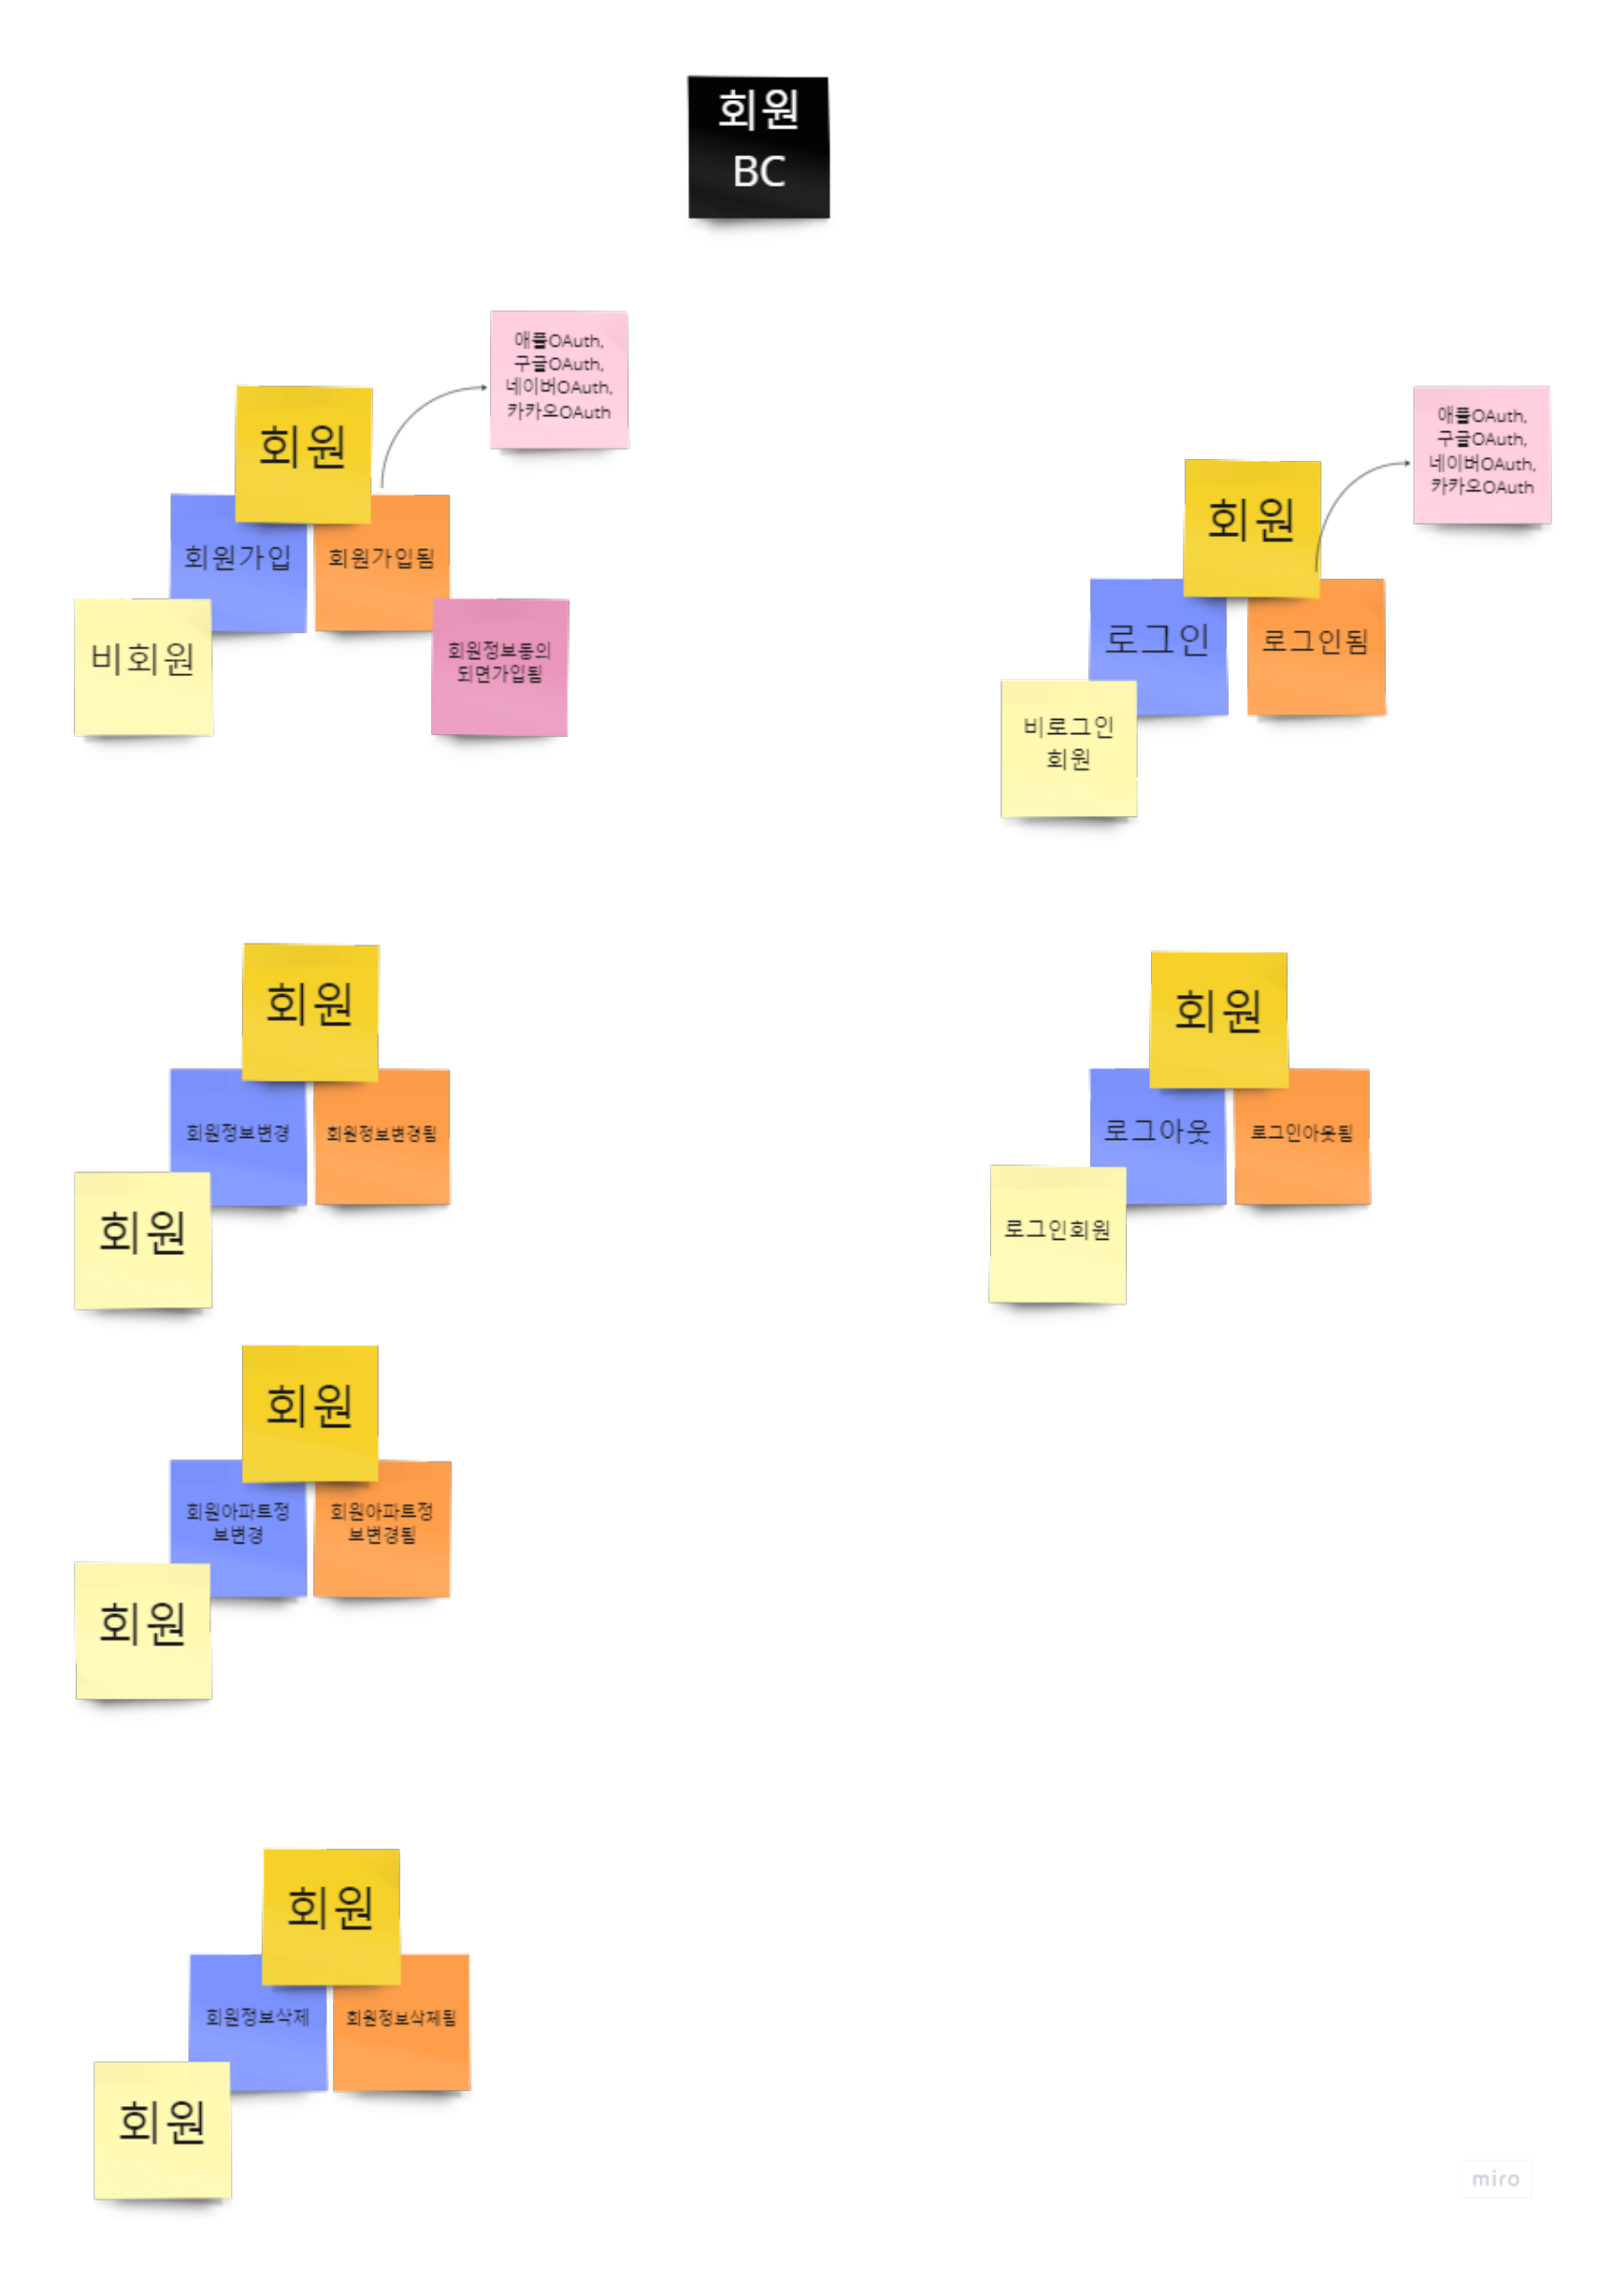 회원
BC
애플OAuth,
구글OAuth,
네이버OAuth,
카카오OAuth
회원
회원가입
회원가입됨
비회원
회원정보동의
되면가입됨
애플OAuth,
구글OAuth,
네이버OAuth,
카카오OAuth
회원
로그인
로그인됨
비로그인
회원
회원
회원정보변경
회원정보변경됨
회원
회원
로그아웃
로그인아웃됨
로그인회원
회원
회원아파트정
보변경
회원아파트정
보변경됨
회원
회원
회원정보삭제
회원정보삭제됨
회원
miro